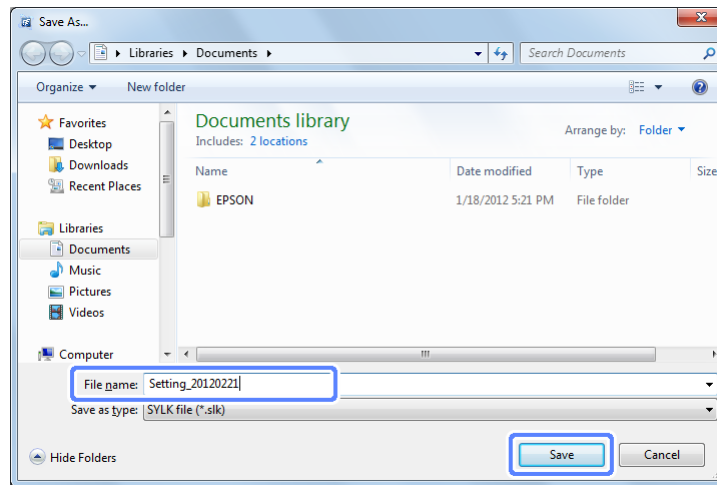 Save As...
Libraries Documents
Search Documents
Organize New folder
Favorites
Desktop
Downloads
Recent Places
Libraries
Documents
Music
Pictures
Videos
Computer
Documents library
Includes: 2 locations
Arrange by: Folder
Name Date modified Type Size
EPSON 1/18/2012 5:21 PM File folder
File name: Setting_20120221
Save as type: SYLK file (*.slk)
Hide Folders
Save Cancel